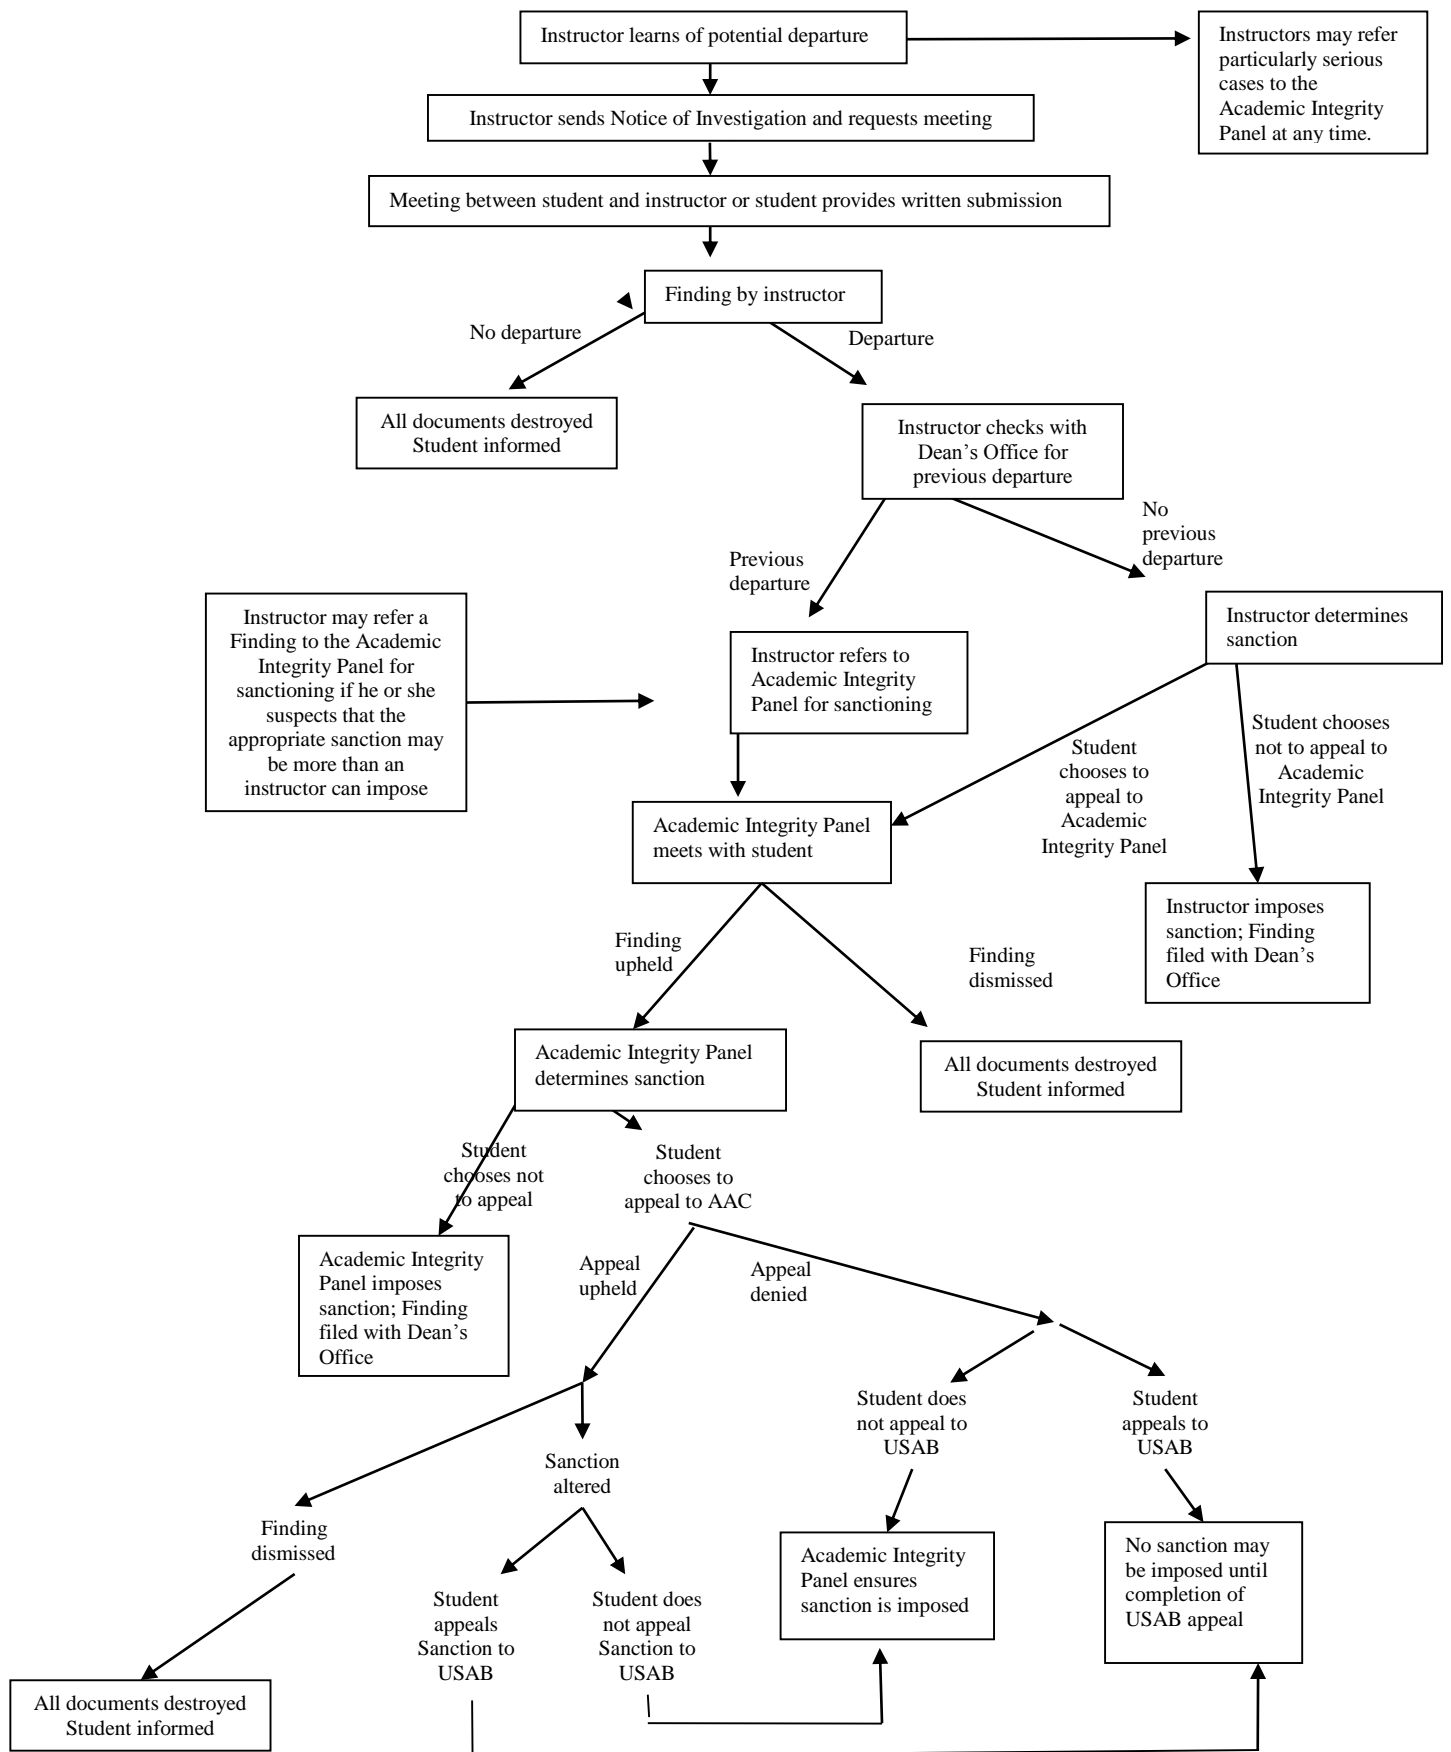 Instructor learns of potential departure
Instructors may refer
particularly serious
cases to the
Academic Integrity
Panel at any time.
Instructor sends Notice of Investigation and requests meeting
Meeting between student and instructor or student provides written submission
Finding by instructor
No departure
Departure
All documents destroyed
Student informed
Instructor checks with
Dean’s Office for
previous departure
No
previous
departure
Previous
departure
Instructor may refer a
Finding to the Academic
Integrity Panel for
sanctioning if he or she
suspects that the
appropriate sanction may
be more than an
instructor can impose
Instructor refers to
Academic Integrity
Panel for sanctioning
Instructor determines
sanction
Student
chooses to
appeal to
Academic
Integrity Panel
Student chooses
not to appeal to
Academic
Integrity Panel
Academic Integrity Panel
meets with student
Instructor imposes
sanction; Finding
filed with Dean’s
Office
Finding
upheld
Finding
dismissed
Academic Integrity Panel
determines sanction
All documents destroyed
Student informed
Student
chooses not
to appeal
Student
chooses to
appeal to AAC
Academic Integrity
Panel imposes
sanction; Finding
filed with Dean’s
Office
Appeal
upheld
Appeal
denied
Student does
not appeal to
USAB
Student
appeals to
USAB
Sanction
altered
Finding
dismissed
Academic Integrity
Panel ensures
sanction is imposed
No sanction may
be imposed until
completion of
USAB appeal
Student
appeals
Sanction to
USAB
Student does
not appeal
Sanction to
USAB
All documents destroyed
Student informed